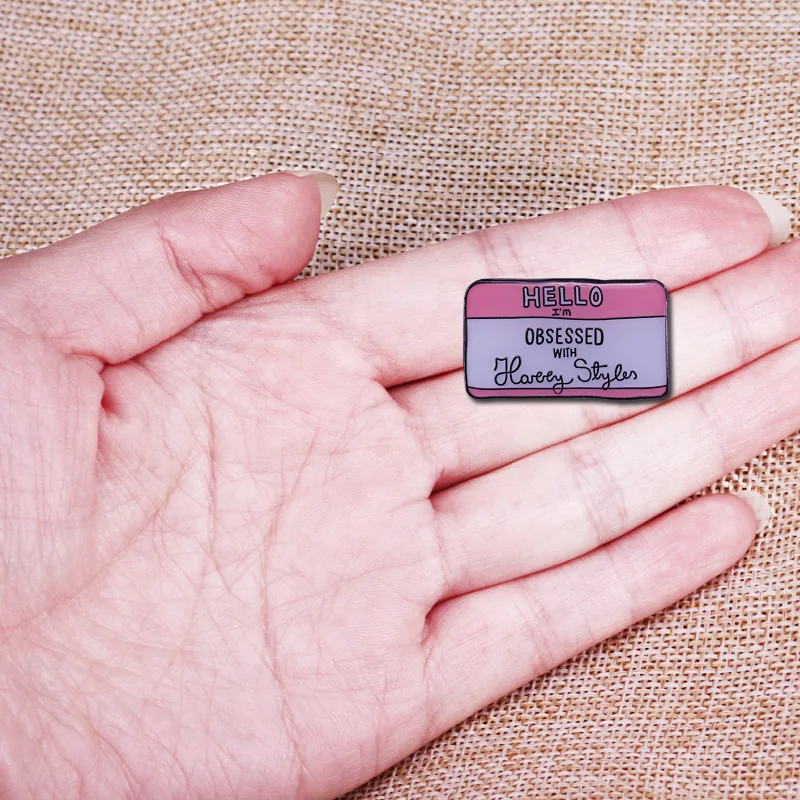 HELLO
I'm
OBSESSED
WITH
Harry Styles